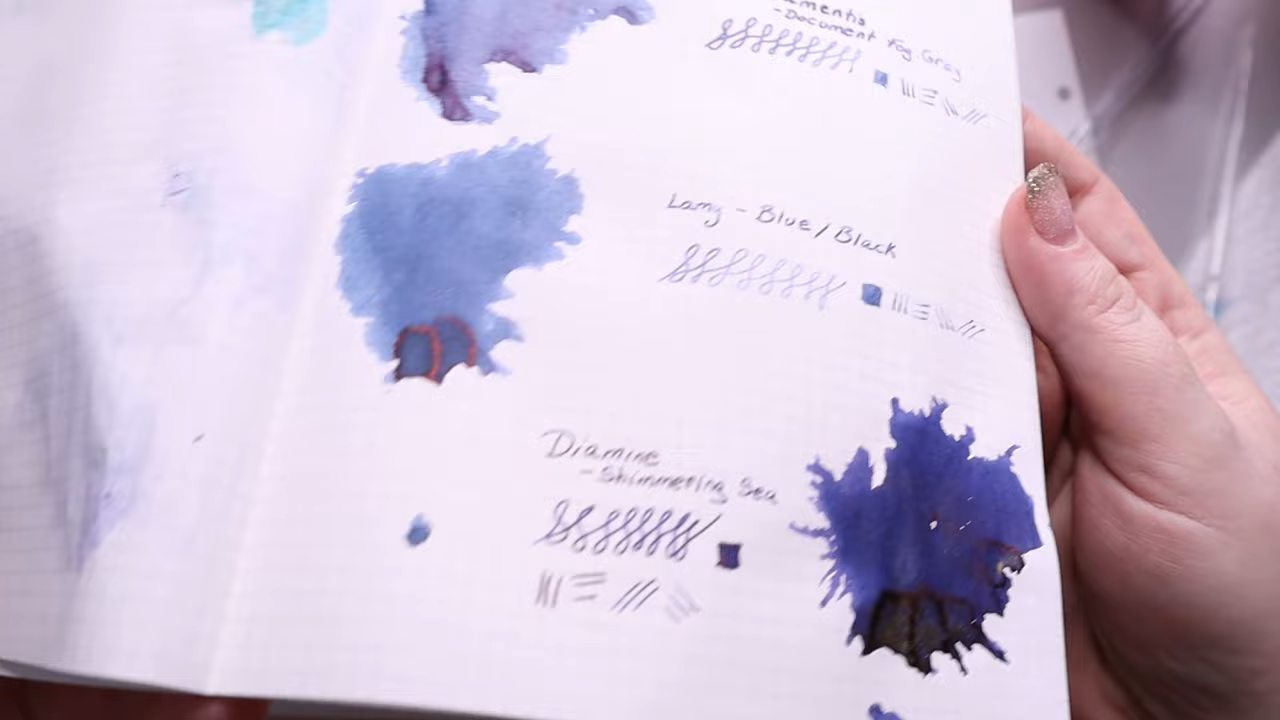 - Document Fog Gray
Lamy - Blue/Black
Diamine
- Shimmering Sea